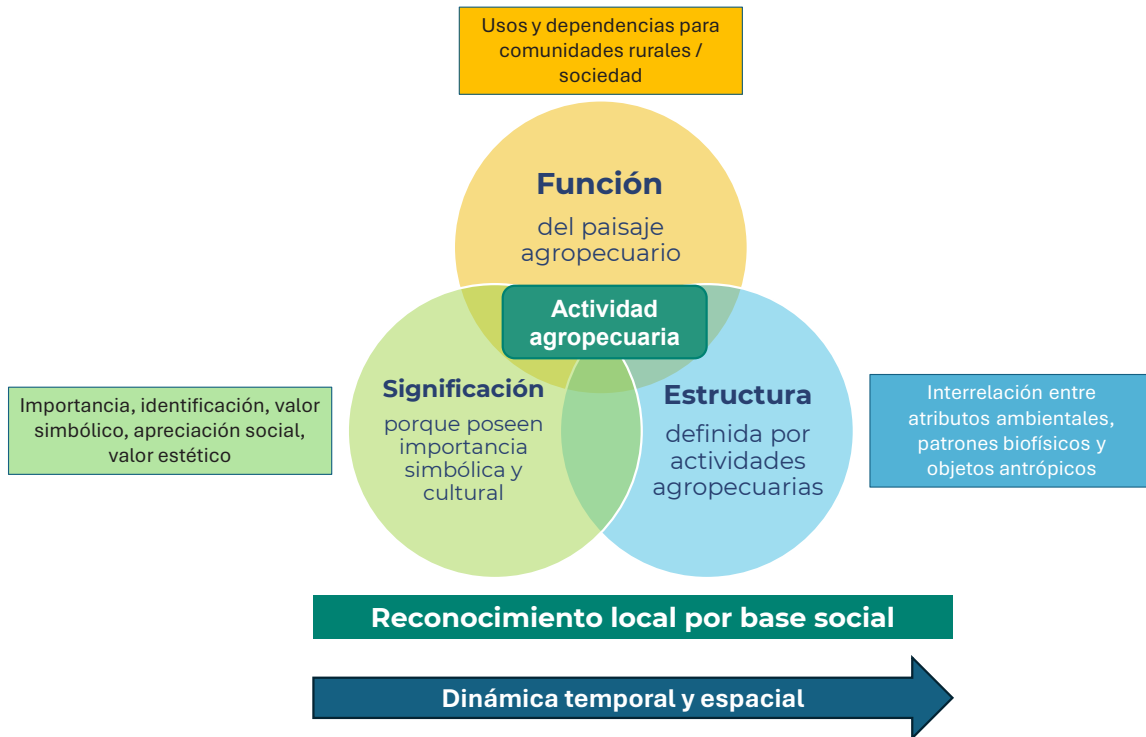 Usos y dependencias para
comunidades rurales /
sociedad
Función
del paisaje
agropecuario
Actividad
agropecuaria
Significación
porque poseen
importancia
simbólica y
cultural
Estructura
definida por
actividades
agropecuarias
Importancia, identificación, valor
simbólico, apreciación social,
valor estético
Interrelación entre
atributos ambientales,
patrones biofísicos y
objetos antrópicos
Reconocimiento local por base social
Dinámica temporal y espacial